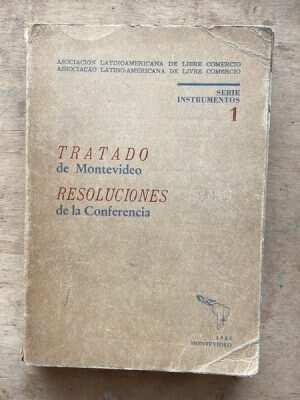 ASOCIACION LATINOAMERICANA DE LIBRE COMERCIO
ASSOCIAÇÃO LATINO-AMERICANA DE LIVRE COMERCIO
SERIE
INSTRUMENTOS
1
TRATADO
de Montevideo
RESOLUCIONES
de la Conferencia
MONTEVIDEO